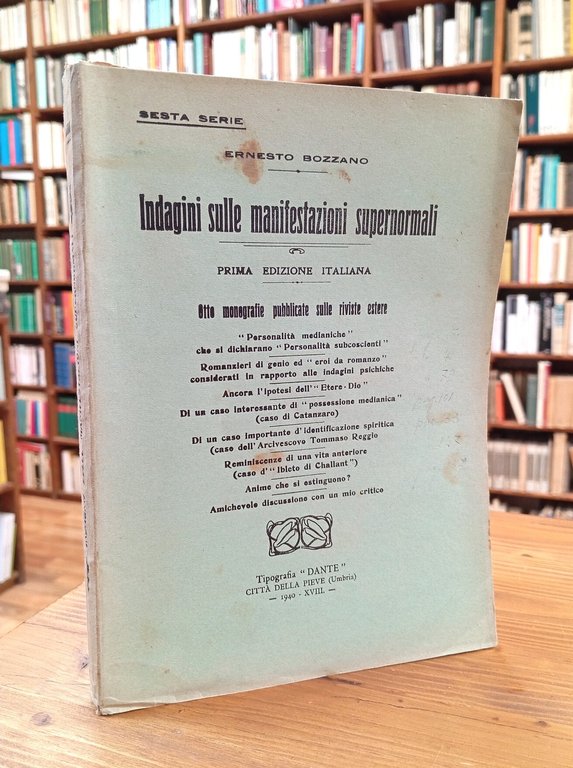 SESTA SERIE
ERNESTO BOZZANO
Indagini sulle manifestazioni supernormali
PRIMA EDIZIONE ITALIANA
Otto monografie pubblicate sulle riviste estere
" Personalità medianiche "
che si dichiarano " Personalità subcoscienti "
Romanzieri di genio ed " eroi da romanzo "
considerati in rapporto alle indagini psichiche
Ancora l'ipotesi dell' " Etere - Dio "
Di un caso interessante di " possessione medianica "
(caso di Catanzaro)
Di un caso importante d'identificazione spiritica
(caso dell'Arcivescovo Tommaso Reggio)
Reminiscenze di una vita anteriore
(caso d' " Ibleto di Challant ")
Anime che si estinguono?
Amichevole discussione con un mio critico
Tipografia " DANTE "
CITTÀ DELLA PIEVE (Umbria)
— 1940 - XVIII. —